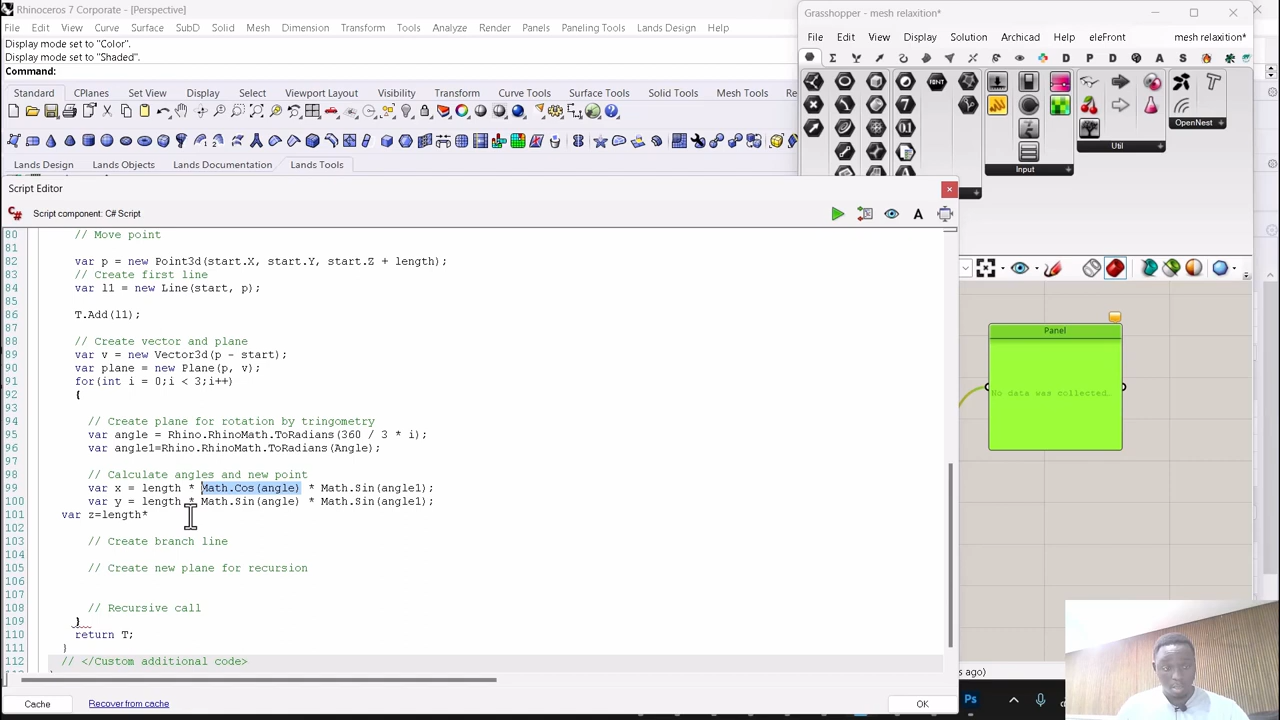 Rhinoceros 7 Corporate - [Perspective]
File Edit View Curve Surface SubD Solid Mesh Dimension Transform Tools Analyze Render Panels Paneling Tools Lands Design Help
Display mode set to "Color".
Display mode set to "Shaded".
Command:
Standard CPlanes Set View Display Select Viewport Layout Visibility Transform Curve Tools Surface Tools Solid Tools Mesh Tools
Lands Design Lands Objects Lands Documentation Lands Tools
Grasshopper - mesh relaxition*
File Edit View Display Solution Archicad Help eleFront mesh relaxition*
D P D A S
FONT
OpenNest
Util
Input
Script Editor
Script component: C# Script
80 // Move point
81
82 var p = new Point3d(start.X, start.Y, start.Z + length);
83 // Create first line
84 var l1 = new Line(start, p);
85
86 T.Add(l1);
87
88 // Create vector and plane
89 var v = new Vector3d(p - start);
90 var plane = new Plane(p, v);
91 for(int i = 0;i < 3;i++)
92 {
93
94 // Create plane for rotation by tringometry
95 var angle = Rhino.RhinoMath.ToRadians(360 / 3 * i);
96 var angle1=Rhino.RhinoMath.ToRadians(Angle);
97
98 // Calculate angles and new point
99 var x = length * Math.Cos(angle) * Math.Sin(angle1);
100 var y = length * Math.Sin(angle) * Math.Sin(angle1);
101 var z=length*
102
103 // Create branch line
104
105 // Create new plane for recursion
106
107
108 // Recursive call
109 }
110 return T;
111 }
112 // </Custom additional code>
Cache Recover from cache OK
Panel
No data was collected…
s ago)
Ps